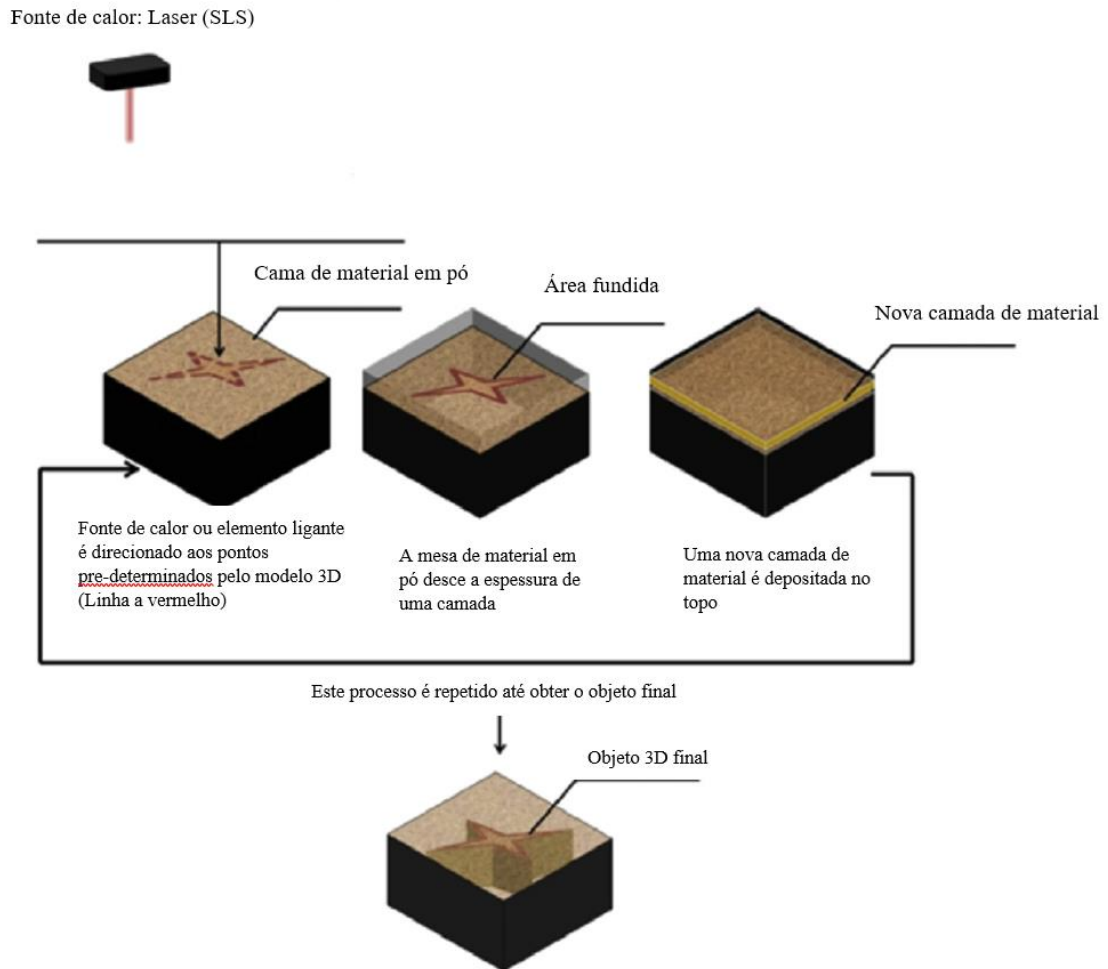 Fonte de calor: Laser (SLS)
Cama de material em pó
Área fundida
Nova camada de material
Fonte de calor ou elemento ligante
é direcionado aos pontos
pre-determinados pelo modelo 3D
(Linha a vermelho)
A mesa de material em
pó desce a espessura de
uma camada
Uma nova camada de
material é depositada no
topo
Este processo é repetido até obter o objeto final
Objeto 3D final